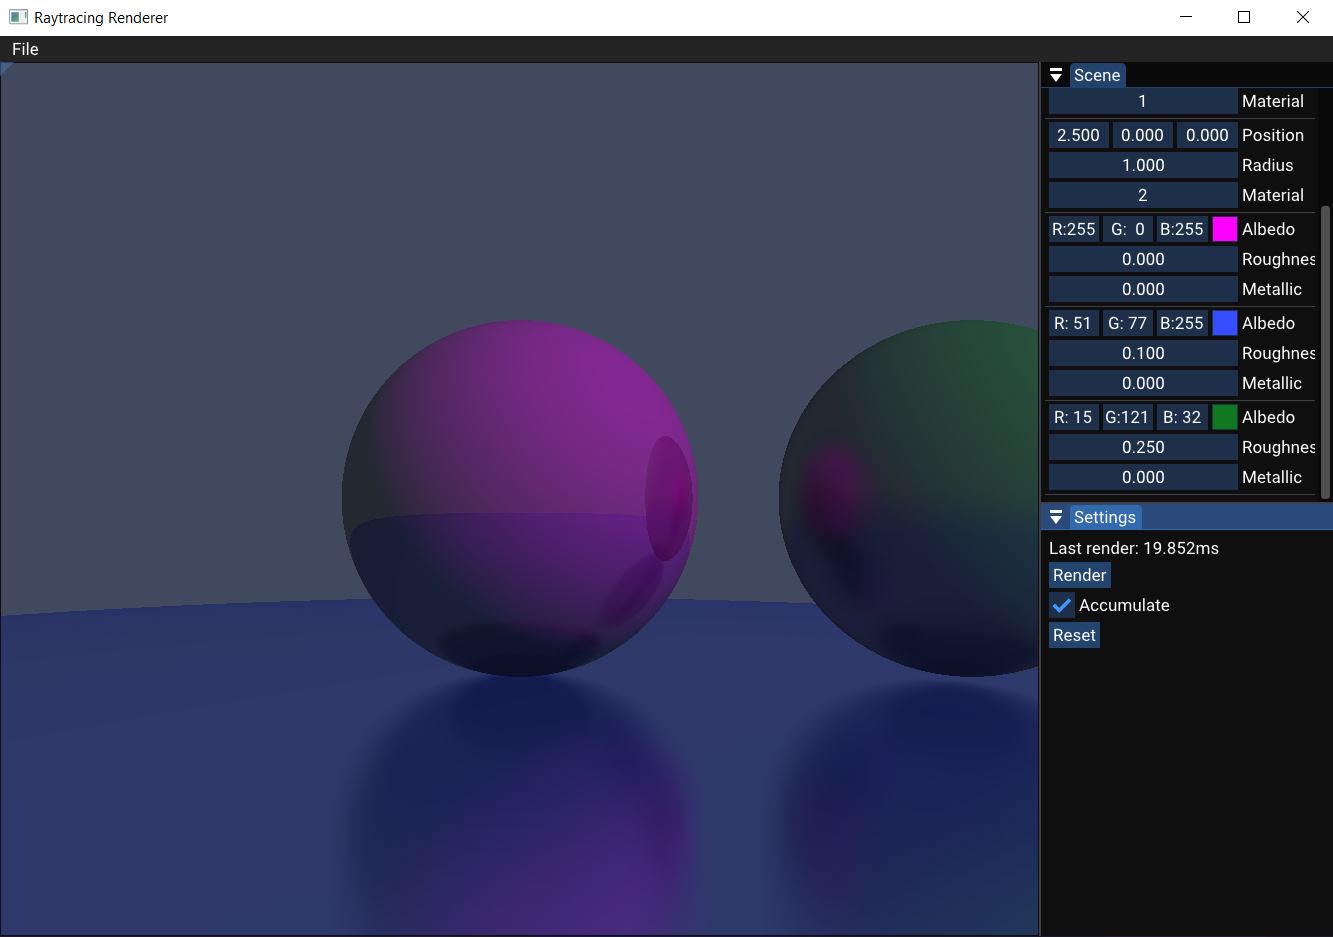 Raytracing Renderer
File
Scene
1 Material
2.500 0.000 0.000 Position
1.000 Radius
2 Material
R:255 G: 0 B:255 Albedo
0.000 Roughnes
0.000 Metallic
R: 51 G: 77 B:255 Albedo
0.100 Roughnes
0.000 Metallic
R: 15 G:121 B: 32 Albedo
0.250 Roughnes
0.000 Metallic
Settings
Last render: 19.852ms
Render
Accumulate
Reset